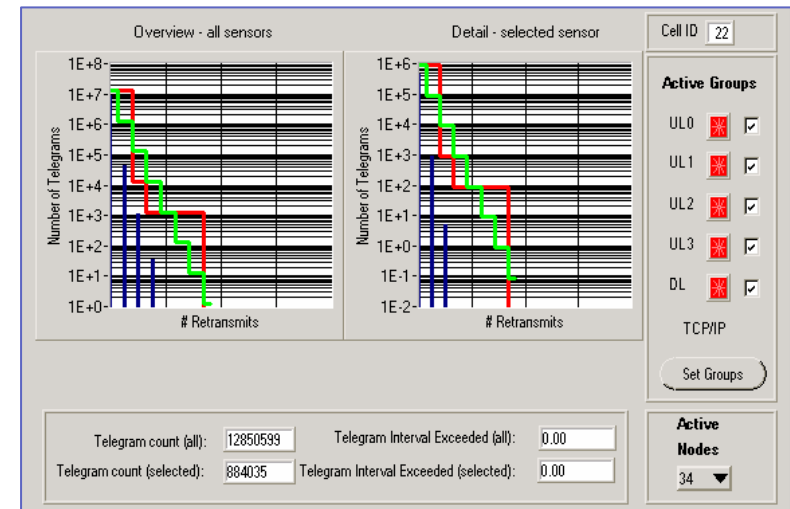 Overview - all sensors
1E+8
1E+7
1E+6
1E+5
1E+4
1E+3
1E+2
1E+1
1E+0
Number of Telegrams
# Retransmits
Detail - selected sensor
1E+6
1E+5
1E+4
1E+3
1E+2
1E+1
1E+0
1E-1
1E-2
Number of Telegrams
# Retransmits
Cell ID 22
Active Groups
UL0
UL1
UL2
UL3
DL
TCP/IP
Set Groups
Telegram count (all): 12850599 Telegram Interval Exceeded (all): 0.00
Telegram count (selected): 884035 Telegram Interval Exceeded (selected): 0.00
Active
Nodes
34